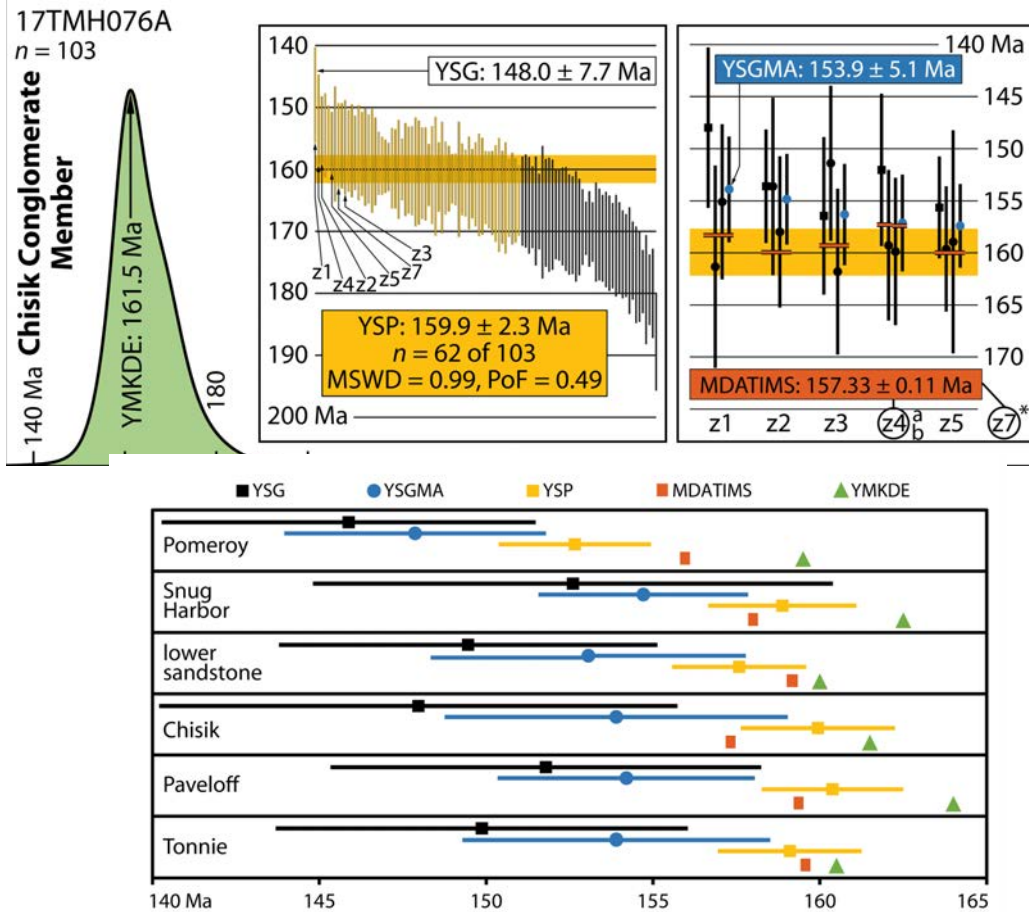 17TMH076A
n = 103
Chisik Conglomerate
Member
YMKDE: 161.5 Ma
140 Ma
180
140
150
160
170
180
190
200 Ma
YSG: 148.0 ± 7.7 Ma
z1
z4
z2
z5
z7
z3
YSP: 159.9 ± 2.3 Ma
n = 62 of 103
MSWD = 0.99, PoF = 0.49
140 Ma
YSGMA: 153.9 ± 5.1 Ma
145
150
155
160
165
170
MDATIMS: 157.33 ± 0.11 Ma
z1 z2 z3 z4 a b z5 z7*
YSG YSGMA YSP MDATIMS YMKDE
Pomeroy
Snug
Harbor
lower
sandstone
Chisik
Paveloff
Tonnie
140 Ma 145 150 155 160 165